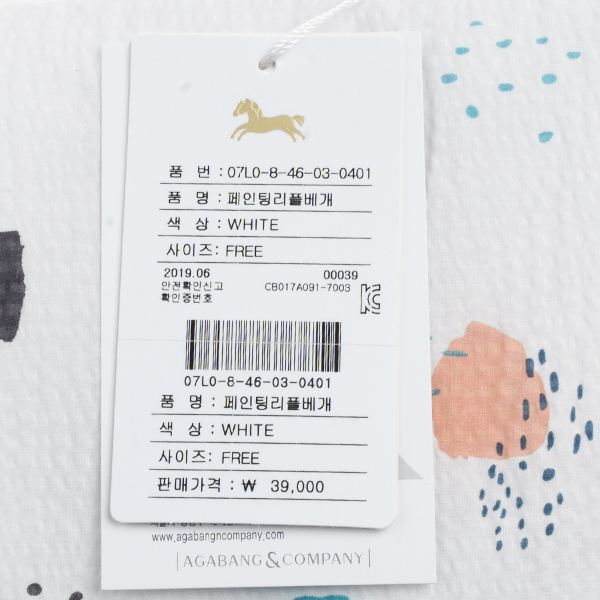 품 번 : 07L0-8-46-03-0401
품 명 : 페인팅리플베개
색 상 : WHITE
사이즈: FREE
2019.06 00039
안전확인신고 CB017A091-7003
확인증번호
07L0-8-46-03-0401
품 명 : 페인팅리플베개
색 상 : WHITE
사이즈: FREE
판매가격 : ₩ 39,000
www.agabangncompany.com
AGABANG&COMPANY